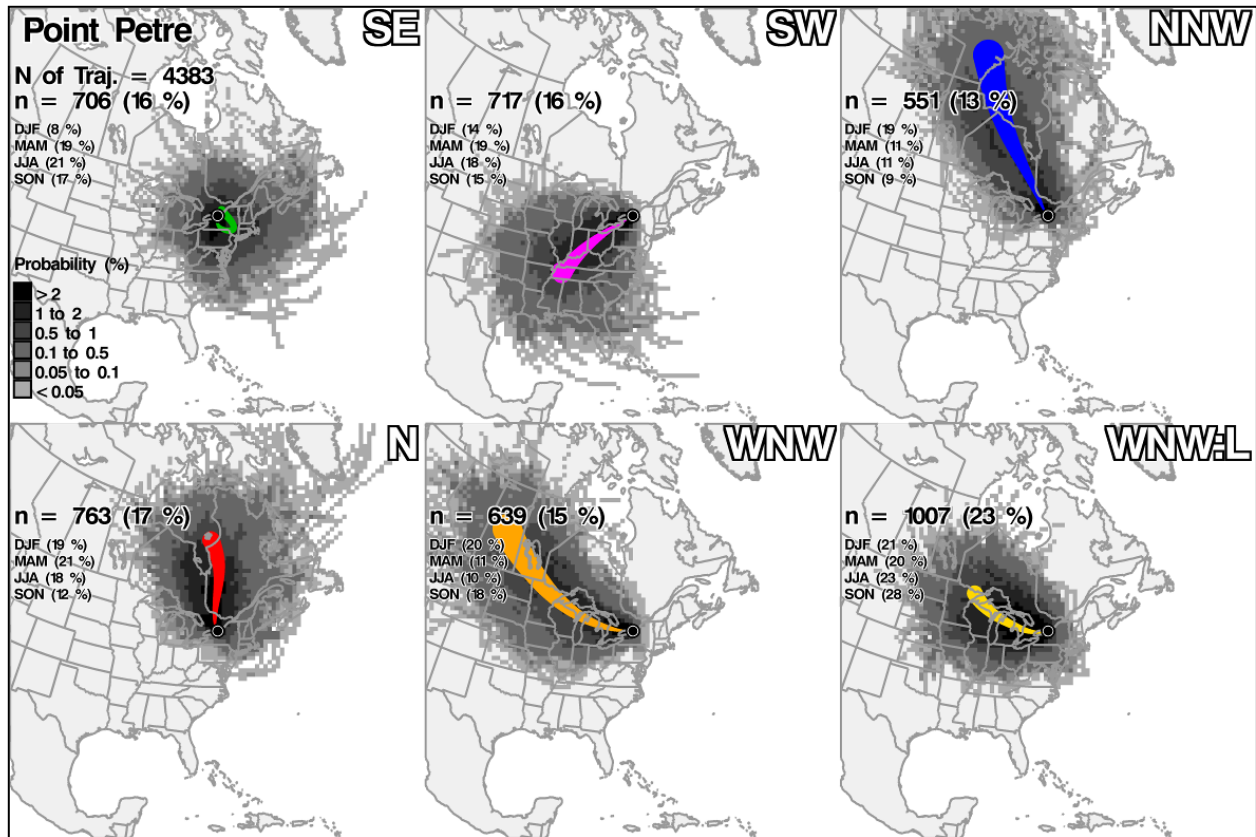 Point Petre
SE
N of Traj. = 4383
n = 706 (16 %)
DJF (8 %)
MAM (19 %)
JJA (21 %)
SON (17 %)
Probability (%)
> 2
1 to 2
0.5 to 1
0.1 to 0.5
0.05 to 0.1
< 0.05
SW
n = 717 (16 %)
DJF (14 %)
MAM (19 %)
JJA (18 %)
SON (15 %)
NNW
n = 551 (13 %)
DJF (19 %)
MAM (11 %)
JJA (11 %)
SON (9 %)
N
n = 763 (17 %)
DJF (19 %)
MAM (21 %)
JJA (18 %)
SON (12 %)
WNW
n = 639 (15 %)
DJF (20 %)
MAM (11 %)
JJA (10 %)
SON (18 %)
WNW:L
n = 1007 (23 %)
DJF (21 %)
MAM (20 %)
JJA (23 %)
SON (28 %)